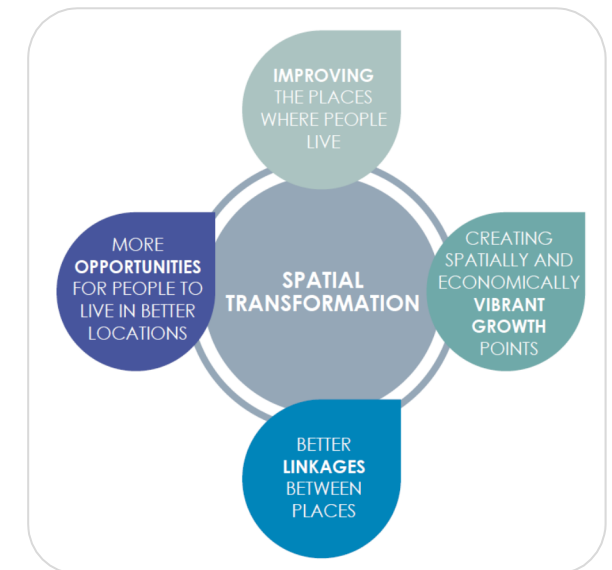 IMPROVING
THE PLACES
WHERE PEOPLE
LIVE
MORE
OPPORTUNITIES
FOR PEOPLE TO
LIVE IN BETTER
LOCATIONS
SPATIAL
TRANSFORMATION
CREATING
SPATIALLY AND
ECONOMICALLY
VIBRANT
GROWTH
POINTS
BETTER
LINKAGES
BETWEEN
PLACES